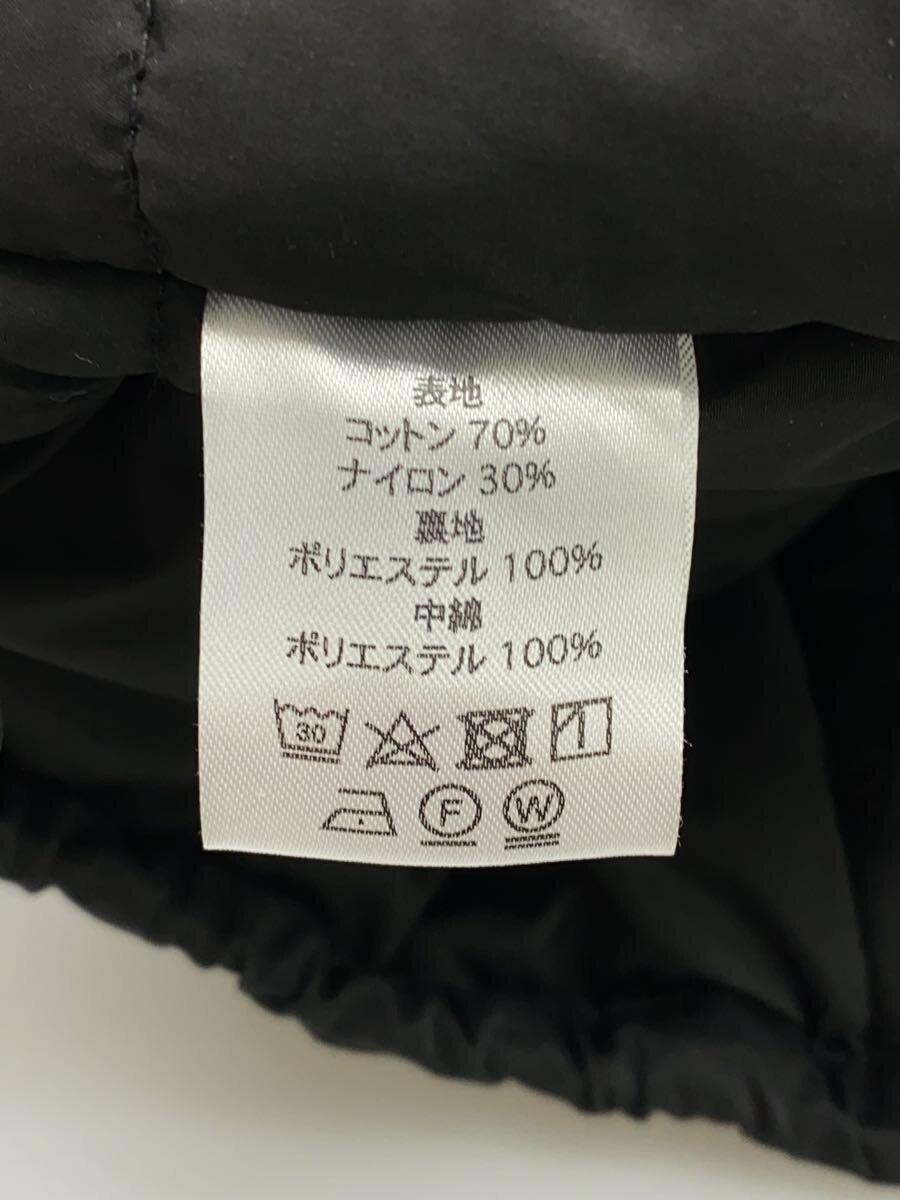 表地
コットン 70%
ナイロン 30%
裏地
ポリエステル 100%
中綿
ポリエステル 100%
30
F W